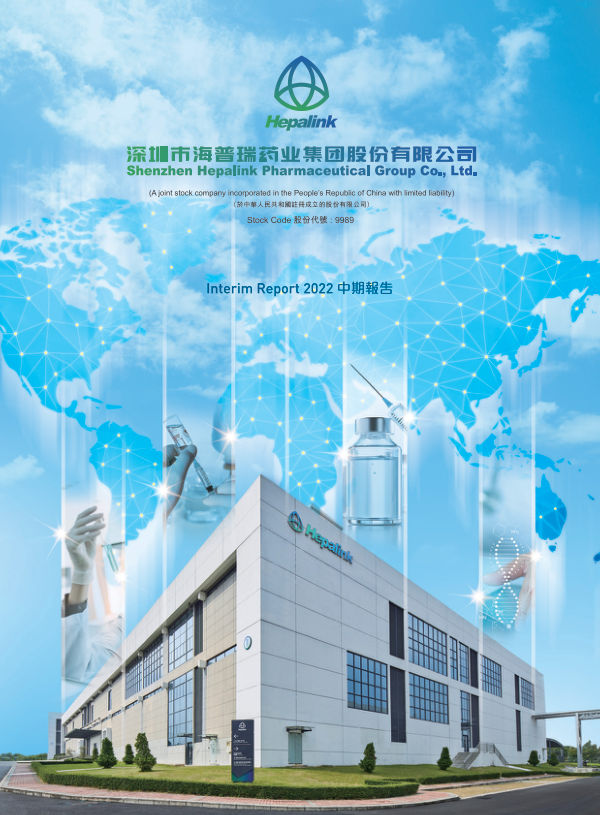 Hepalink
深圳市海普瑞药业集团股份有限公司
Shenzhen Hepalink Pharmaceutical Group Co., Ltd.
(A joint stock company incorporated in the People's Republic of China with limited liability)
(於中華人民共和國註冊成立的股份有限公司)
Stock Code 股份代號 : 9989
Interim Report 2022 中期報告
Hepalink
Hepalink